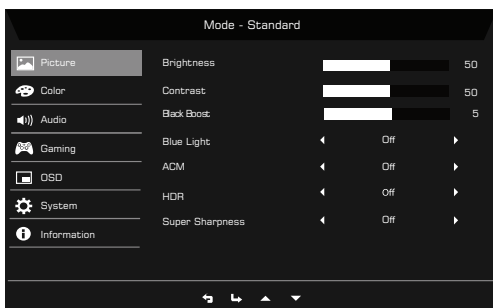 Mode - Standard
Picture
Color
Audio
Gaming
OSD
System
Information
Brightness 50
Contrast 50
Black Boost 5
Blue Light Off
ACM Off
HDR Off
Super Sharpness Off